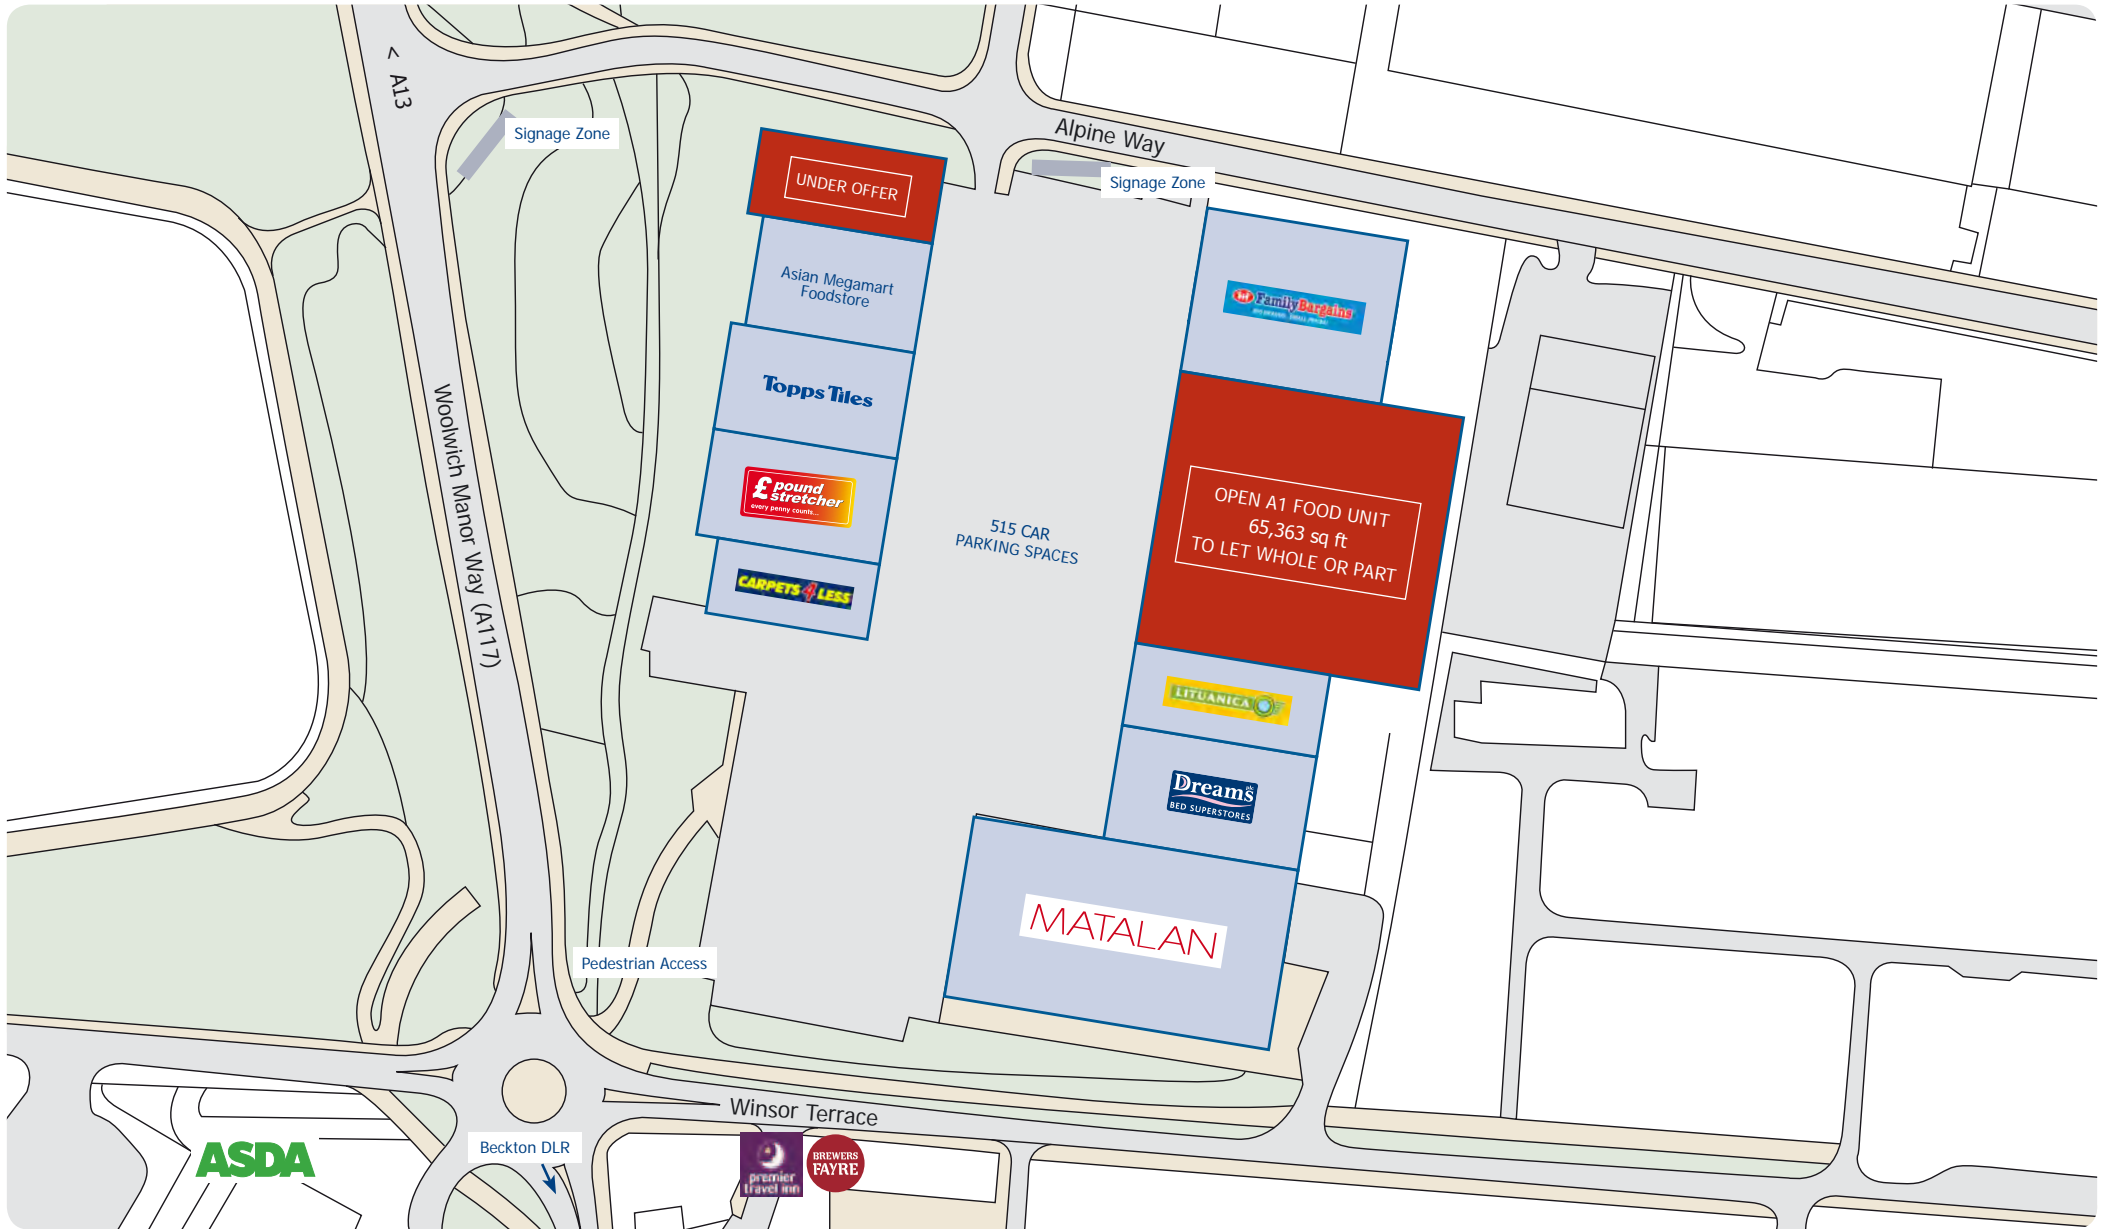 < A13
Signage Zone
Alpine Way
Signage Zone
UNDER OFFER
Asian Megamart
Foodstore
Family Bargains
Topps Tiles
Woolwich Manor Way (A117)
£ pound
stretcher
every penny counts...
OPEN A1 FOOD UNIT
65,363 sq ft
TO LET WHOLE OR PART
515 CAR
PARKING SPACES
CARPETS 4 LESS
LITUANICA
Dreams plc
BED SUPERSTORES
MATALAN
Pedestrian Access
Winsor Terrace
Beckton DLR
ASDA
premier
travel inn
BREWERS
FAYRE